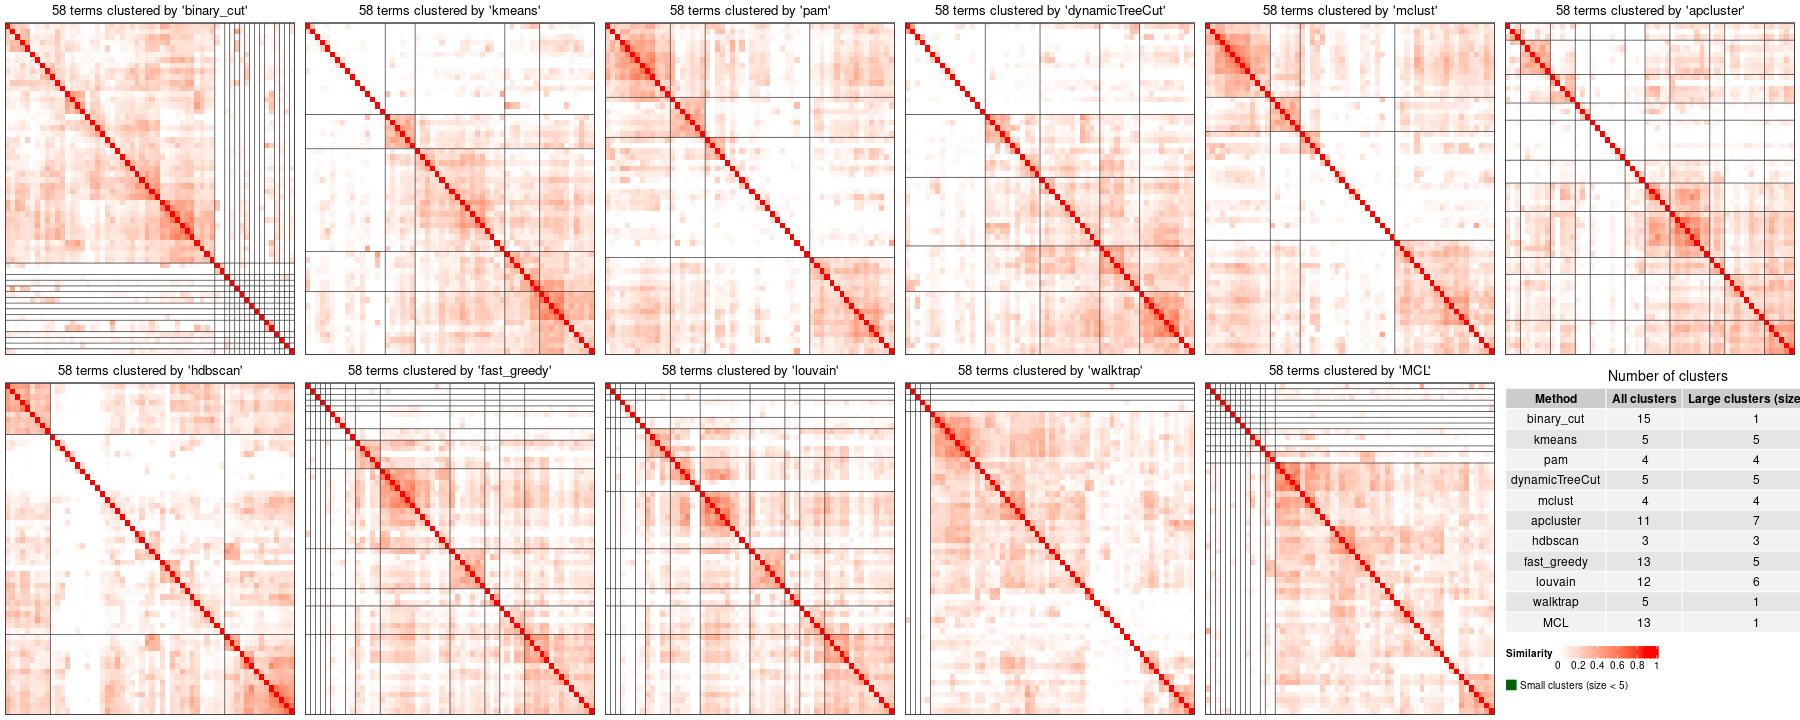 58 terms clustered by 'binary_cut'
58 terms clustered by 'kmeans'
58 terms clustered by 'pam'
58 terms clustered by 'dynamicTreeCut'
58 terms clustered by 'mclust'
58 terms clustered by 'apcluster'
58 terms clustered by 'hdbscan'
58 terms clustered by 'fast_greedy'
58 terms clustered by 'louvain'
58 terms clustered by 'walktrap'
58 terms clustered by 'MCL'
Number of clusters
Method All clusters Large clusters (size
binary_cut 15 1
kmeans 5 5
pam 4 4
dynamicTreeCut 5 5
mclust 4 4
apcluster 11 7
hdbscan 3 3
fast_greedy 13 5
louvain 12 6
walktrap 5 1
MCL 13 1
Similarity
0 0.2 0.4 0.6 0.8 1
Small clusters (size < 5)